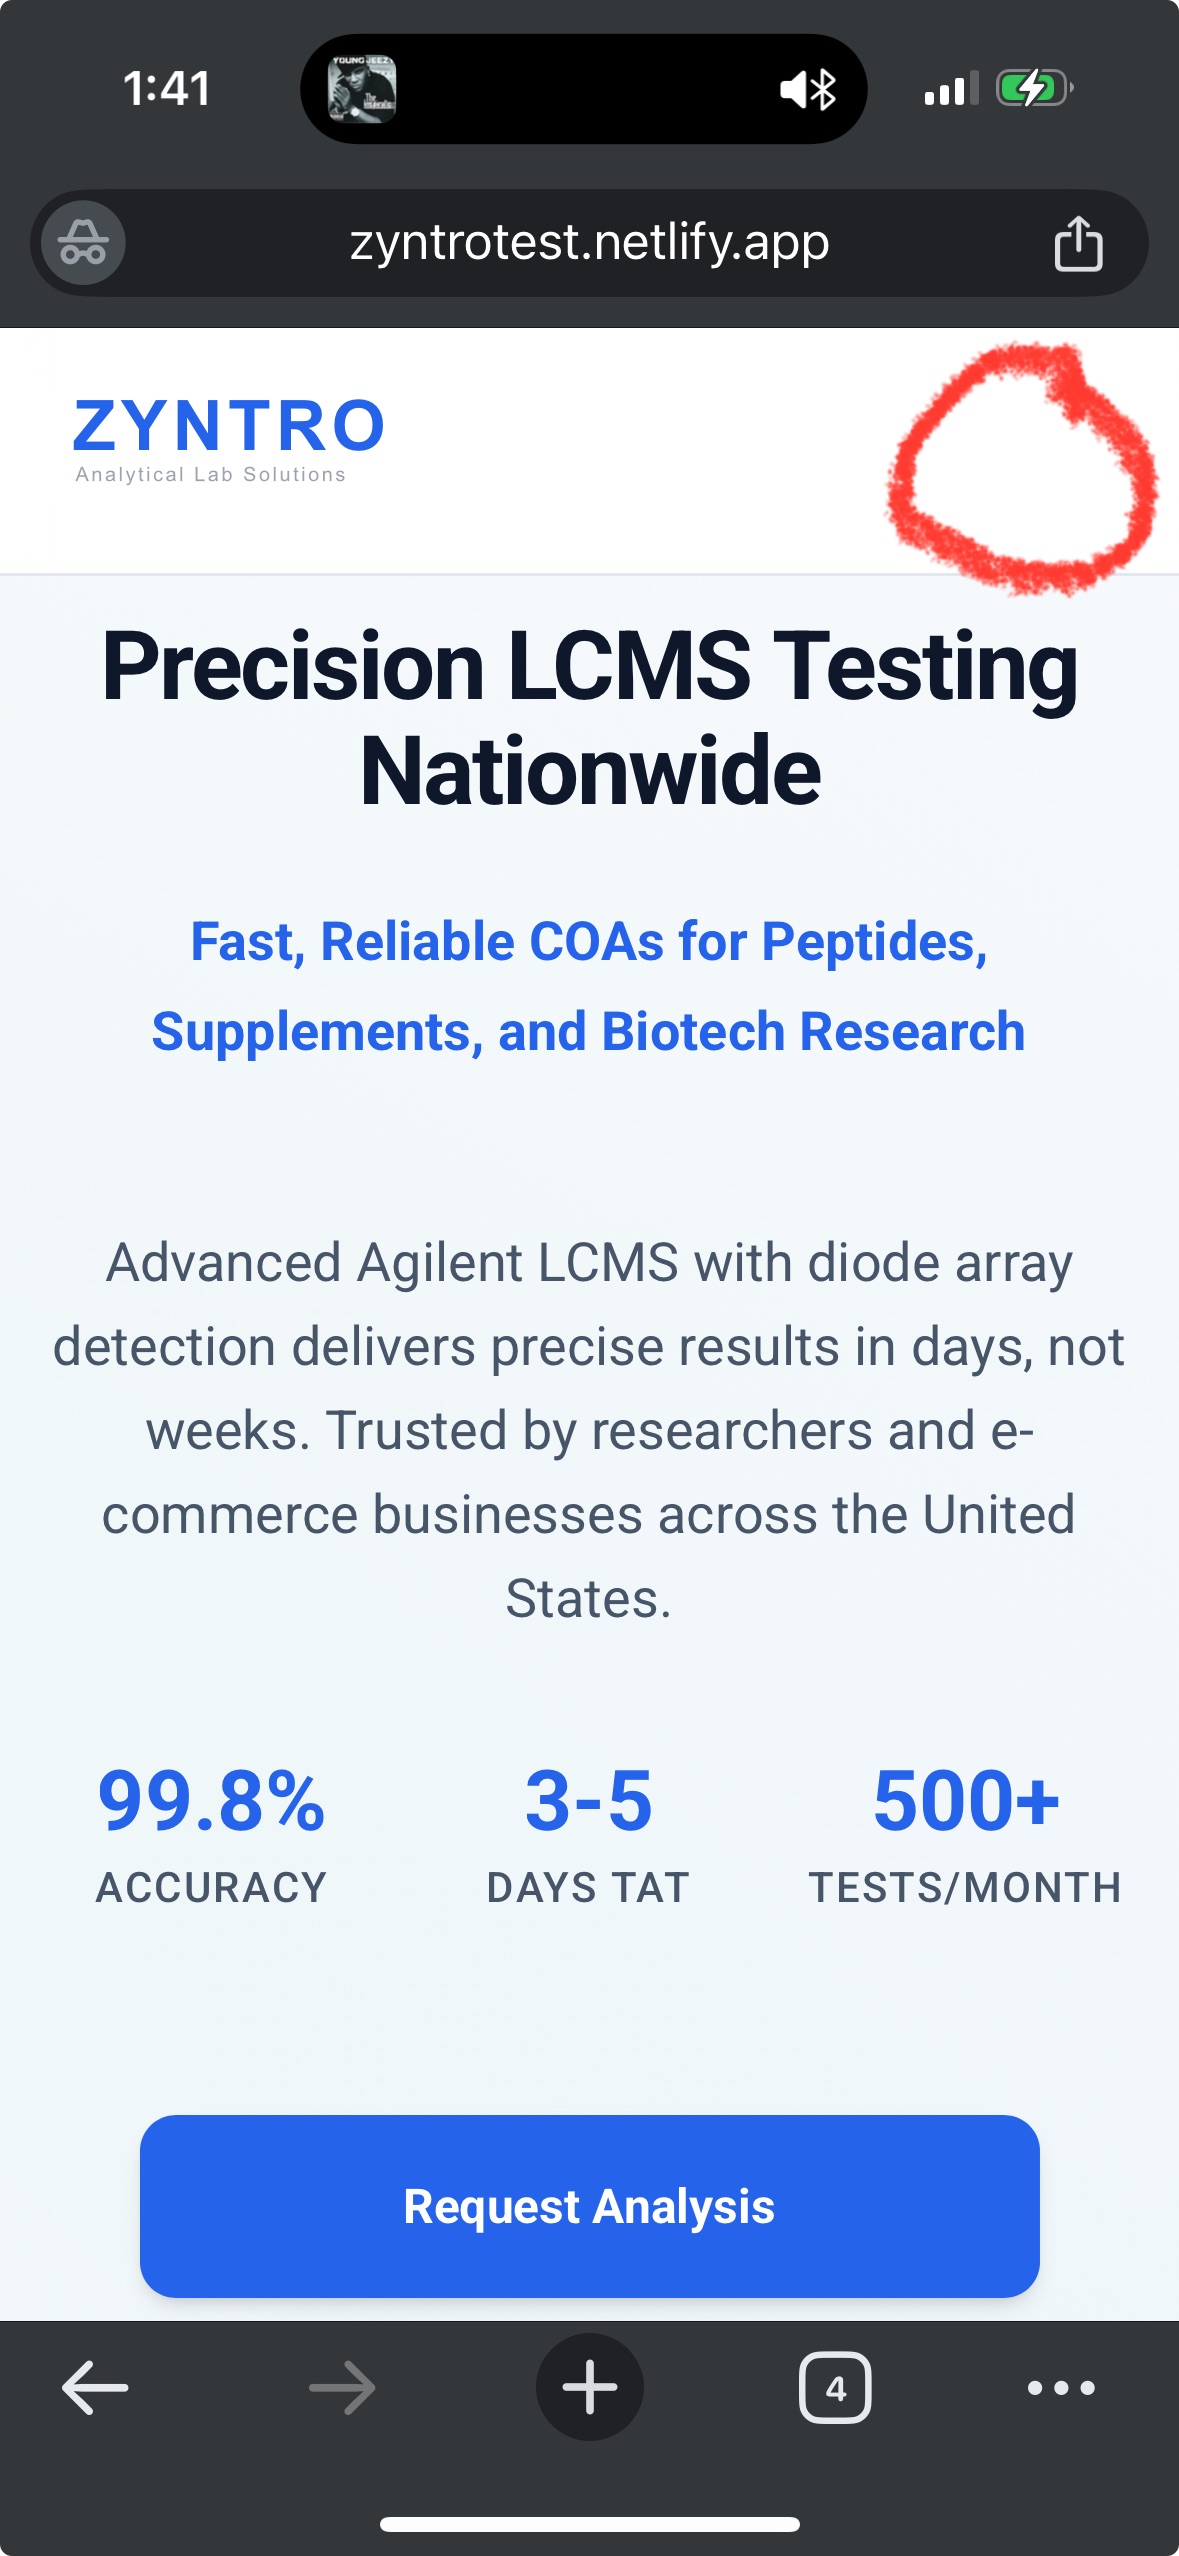 1:41
YOUNG JEEZY
zyntrotest.netlify.app
ZYNTRO
Analytical Lab Solutions
Precision LCMS Testing
Nationwide
Fast, Reliable COAs for Peptides,
Supplements, and Biotech Research
Advanced Agilent LCMS with diode array
detection delivers precise results in days, not
weeks. Trusted by researchers and e-
commerce businesses across the United
States.
99.8% 3-5 500+
ACCURACY DAYS TAT TESTS/MONTH
Request Analysis
4